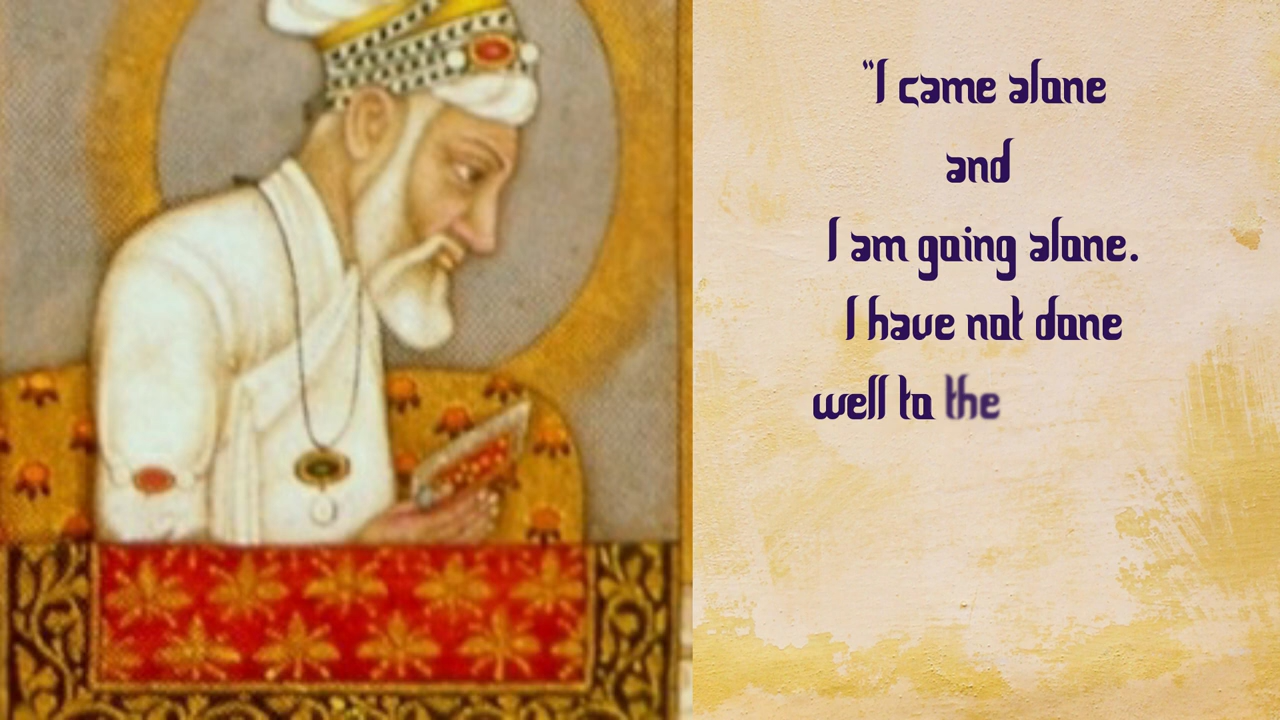 "I came alone
and
I am going alone.
I have not done
well to the